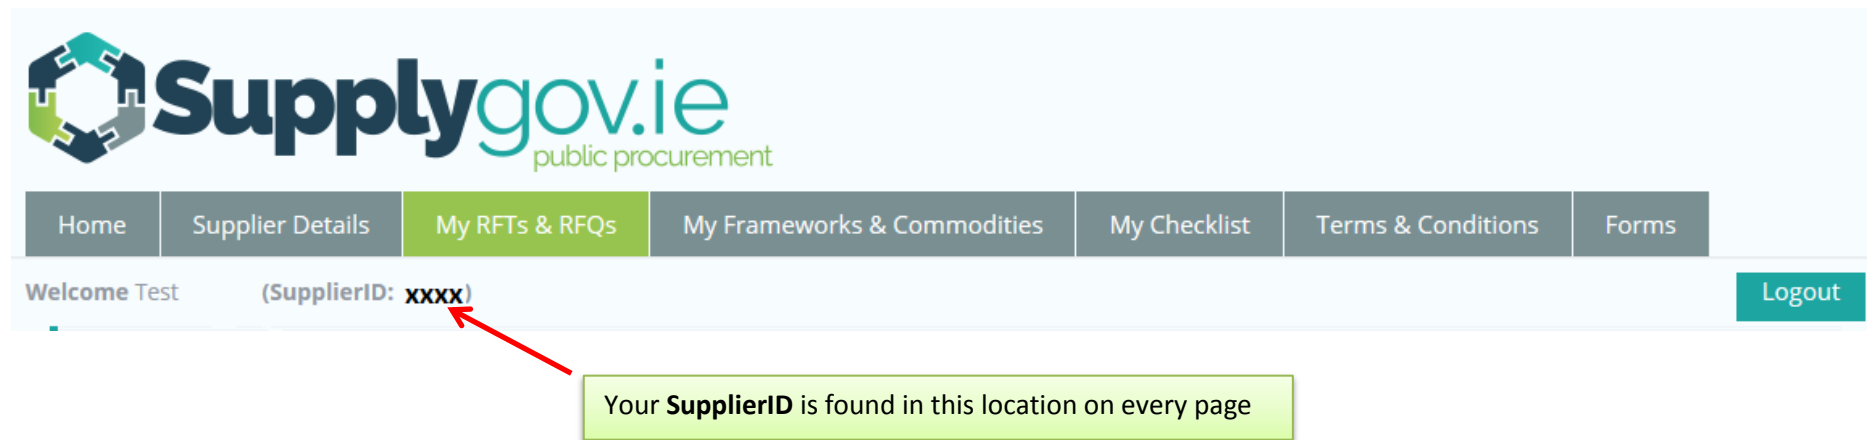 Supplygov.ie
public procurement
Home Supplier Details My RFTs & RFQs My Frameworks & Commodities My Checklist Terms & Conditions Forms
Welcome Test (SupplierID: xxxx) Logout
Your SupplierID is found in this location on every page